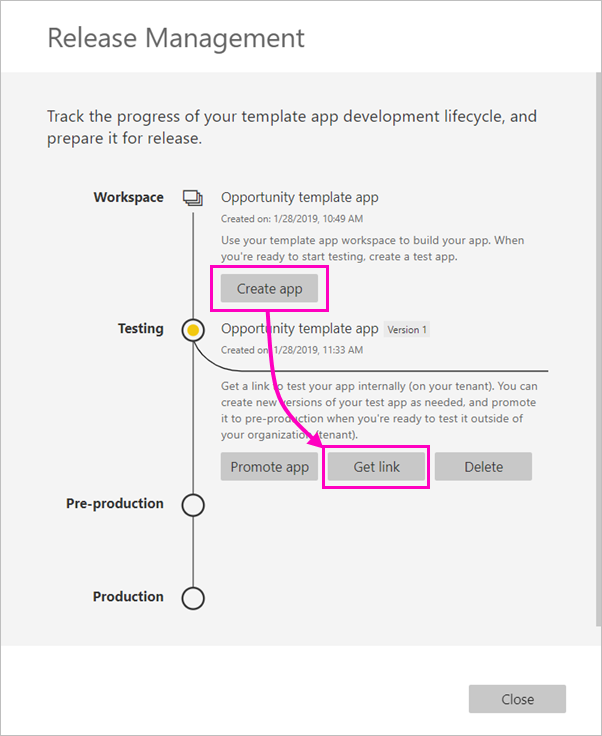 Release Management
Track the progress of your template app development lifecycle, and
prepare it for release.
Workspace
Opportunity template app
Created on: 1/28/2019, 10:49 AM
Use your template app workspace to build your app. When
you're ready to start testing, create a test app.
Create app
Testing
Opportunity template app Version 1
Created on: 1/28/2019, 11:33 AM
Get a link to test your app internally (on your tenant). You can
create new versions of your test app as needed, and promote
it to pre-production when you're ready to test it outside of
your organization (tenant).
Promote app Get link Delete
Pre-production
Production
Close